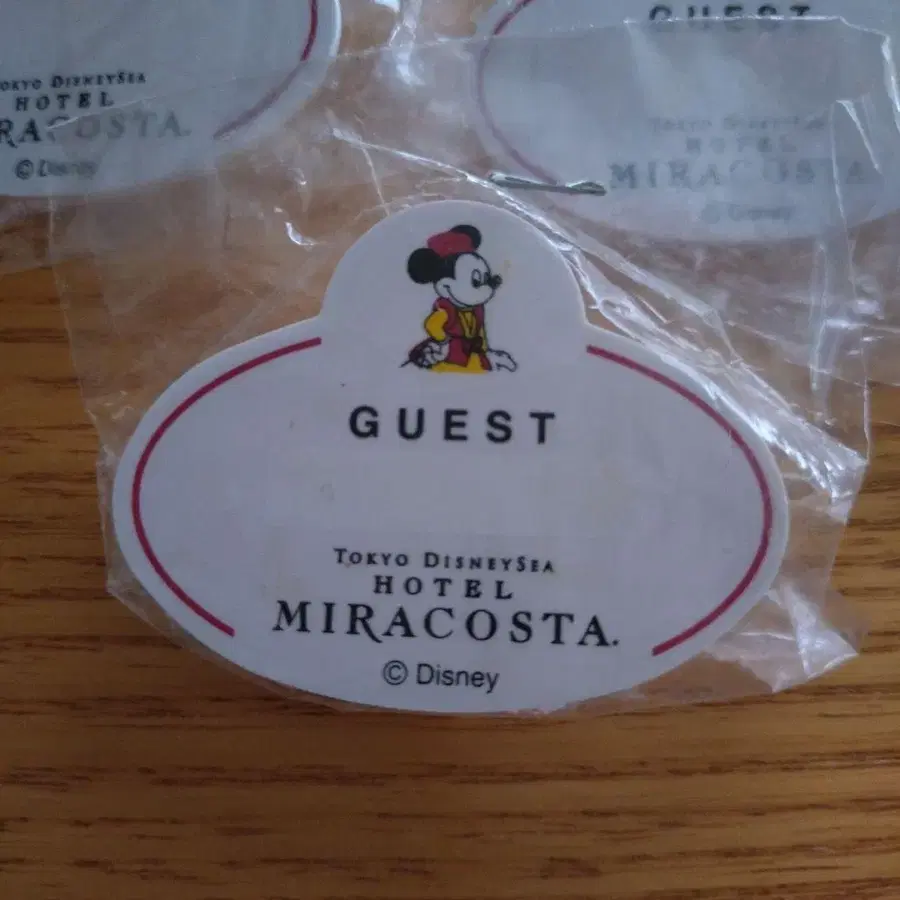 TOKYO DISNEYSEA
HOTEL
MIRACOSTA.
© Disney
GUEST
TOKYO DISNEYSEA
HOTEL
MIRACOSTA
© Disney
GUEST
TOKYO DISNEYSEA
HOTEL
MIRACOSTA.
© Disney